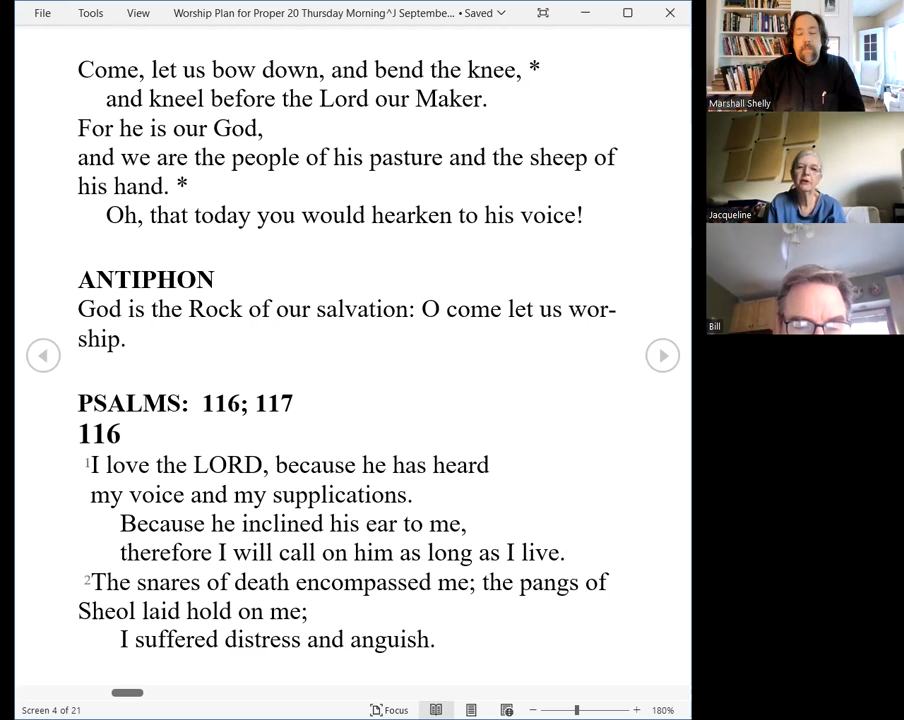 File Tools View Worship Plan for Proper 20 Thursday Morning^J Septembe... • Saved
Come, let us bow down, and bend the knee, *
and kneel before the Lord our Maker.
For he is our God,
and we are the people of his pasture and the sheep of
his hand. *
Oh, that today you would hearken to his voice!
ANTIPHON
God is the Rock of our salvation: O come let us wor-
ship.
PSALMS: 116; 117
116
1I love the LORD, because he has heard
my voice and my supplications.
Because he inclined his ear to me,
therefore I will call on him as long as I live.
2The snares of death encompassed me; the pangs of
Sheol laid hold on me;
I suffered distress and anguish.
Screen 4 of 21 Focus 180%
Marshall Shelly
Jacqueline
Bill